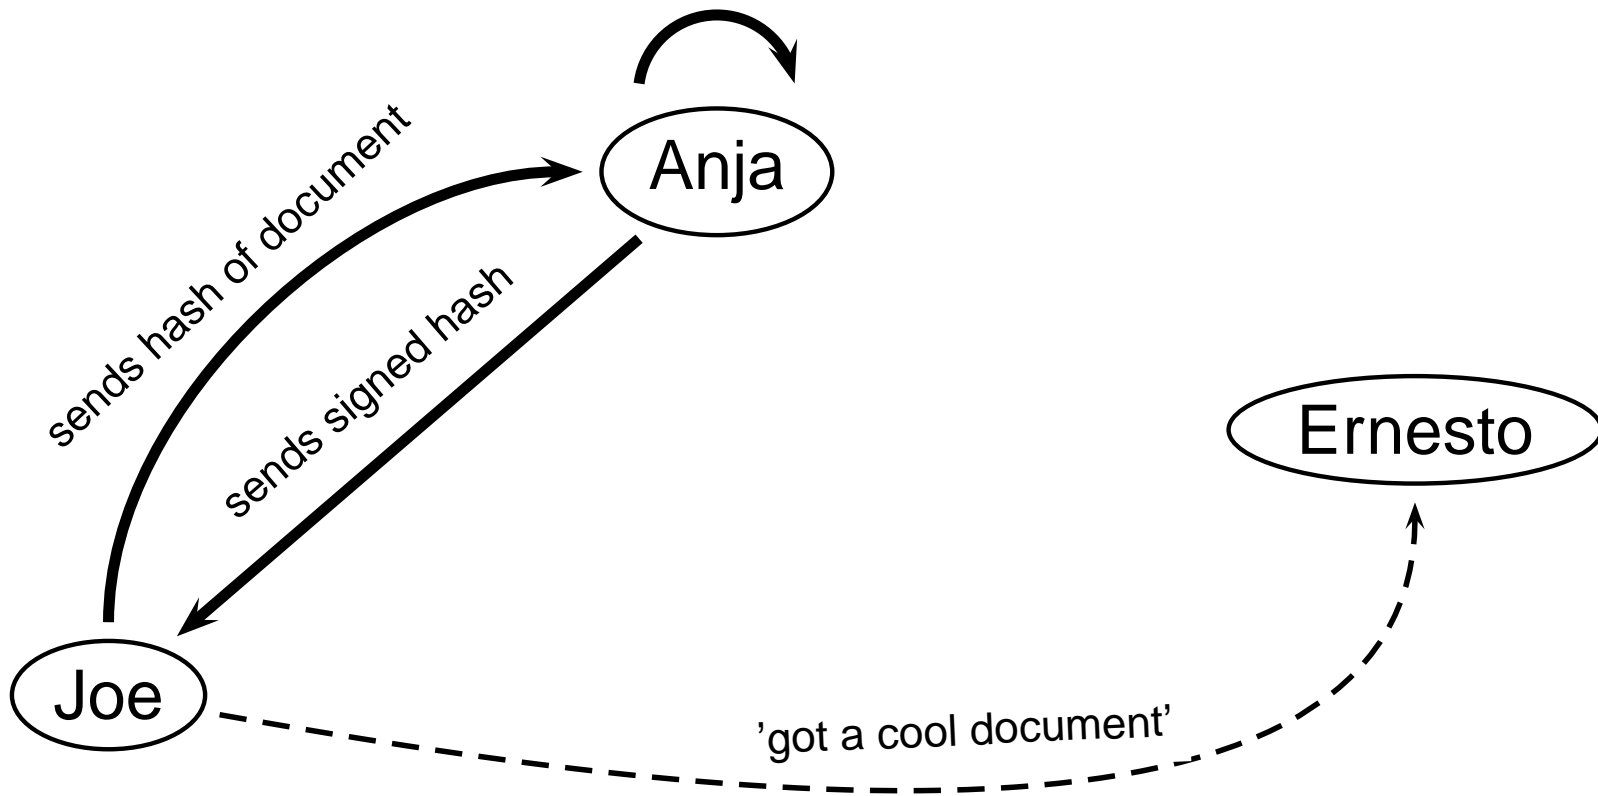 Anja
sends hash of document
sends signed hash
Ernesto
Joe
’got a cool document’